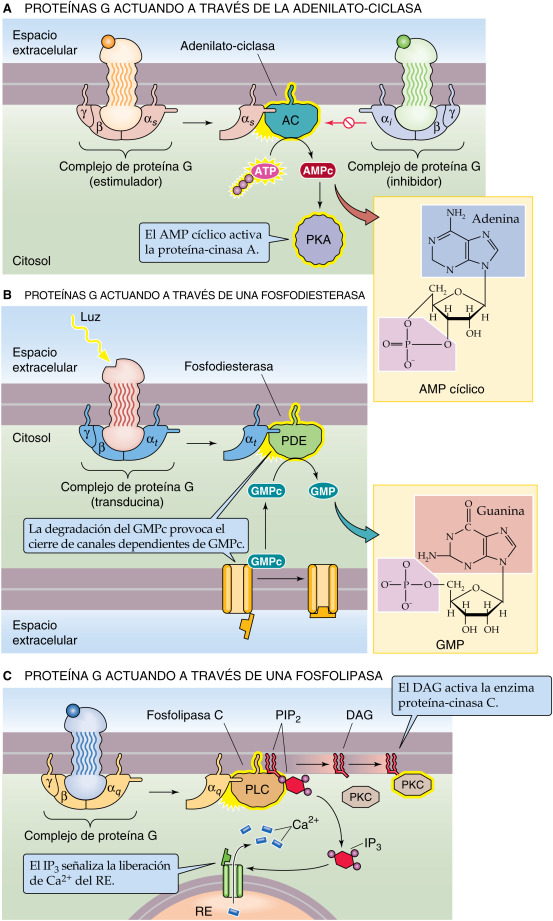 A PROTEÍNAS G ACTUANDO A TRAVÉS DE LA ADENILATO-CICLASA
Espacio
extracelular
Adenilato-ciclasa
γ
β
αs
αs
AC
αi
β
γ
Complejo de proteína G
(estimulador)
ATP
AMPc
Complejo de proteína G
(inhibidor)
El AMP cíclico activa
la proteína-cinasa A.
PKA
Citosol
NH2
Adenina
N
N
N
N
CH2
O
O
H
H
H
H
O
P
O
OH
O−
AMP cíclico
B PROTEÍNAS G ACTUANDO A TRAVÉS DE UNA FOSFODIESTERASA
Luz
Espacio
extracelular
Fosfodiesterasa
Citosol
γ
β
αt
αt
PDE
Complejo de proteína G
(transducina)
GMPc
GMP
La degradación del GMPc provoca el
cierre de canales dependientes de GMPc.
GMPc
Espacio
extracelular
O
Guanina
HN
N
H2N
N
N
O−
O−
P
O
CH2
O
O−
H
H
H
H
OH
OH
GMP
C PROTEÍNA G ACTUANDO A TRAVÉS DE UNA FOSFOLIPASA
El DAG activa la enzima
proteína-cinasa C.
Espacio
extracelular
Fosfolipasa C
PIP2
DAG
γ
β
αq
αq
PLC
PKC
PKC
Complejo de proteína G
Ca2+
IP3
El IP3 señaliza la liberación
de Ca2+ del RE.
RE
Citosol